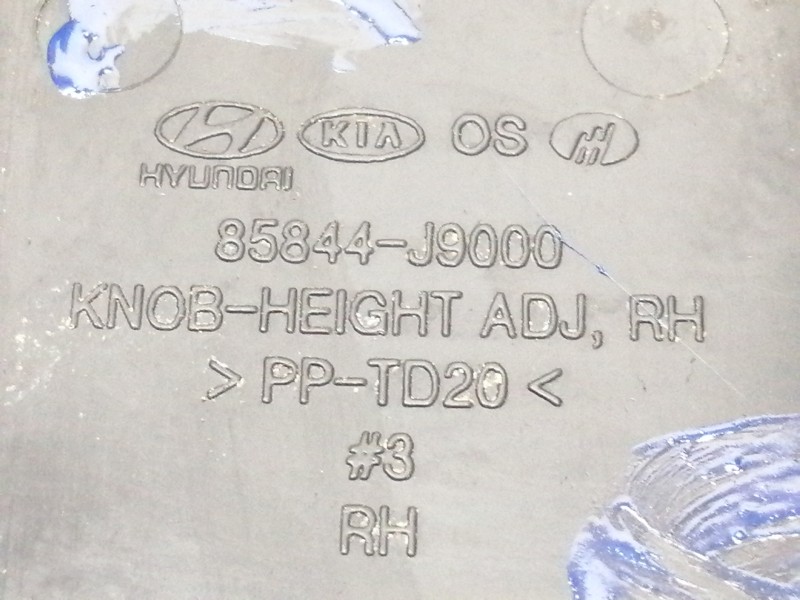 KIA OS
HYUNDAI
85844-J9000
KNOB-HEIGHT ADJ, RH
>PP-TD20<
#3
RH